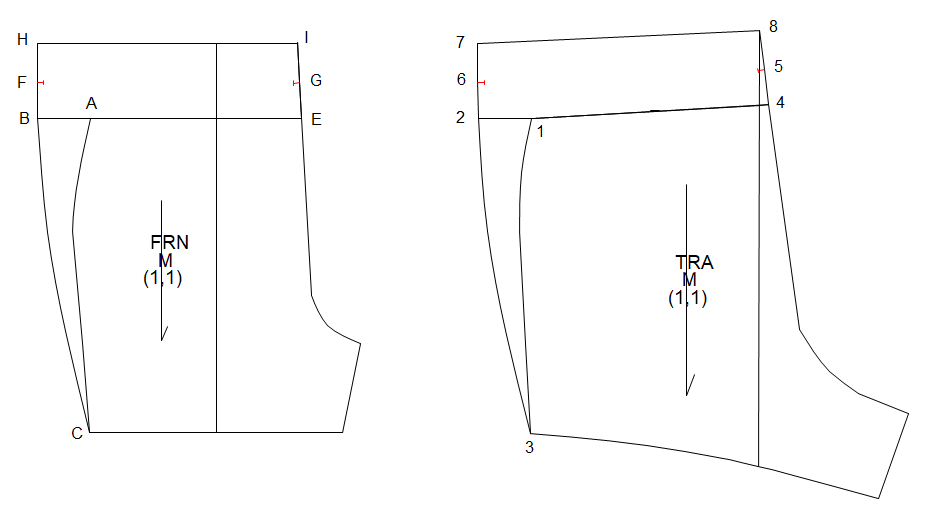 H
I
F
G
A
B
E
FRN
M
(1,1)
C
7
8
6
5
4
2
1
TRA
M
(1,1)
3